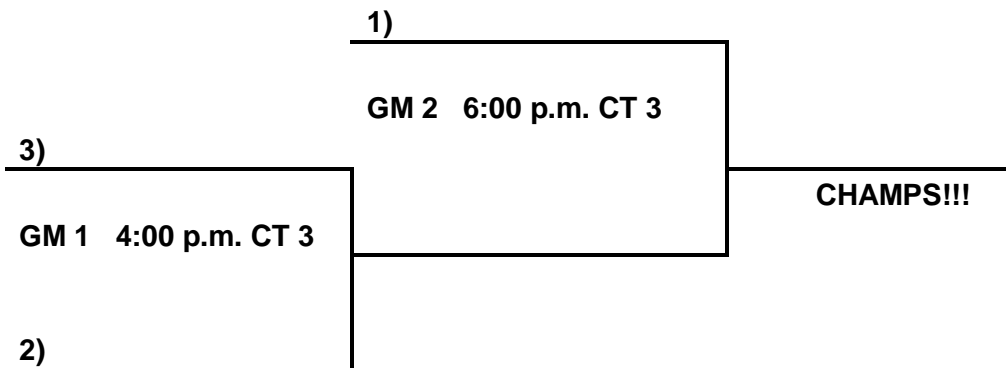 1)
GM 2 6:00 p.m. CT 3
3)
CHAMPS!!!
GM 1 4:00 p.m. CT 3
2)